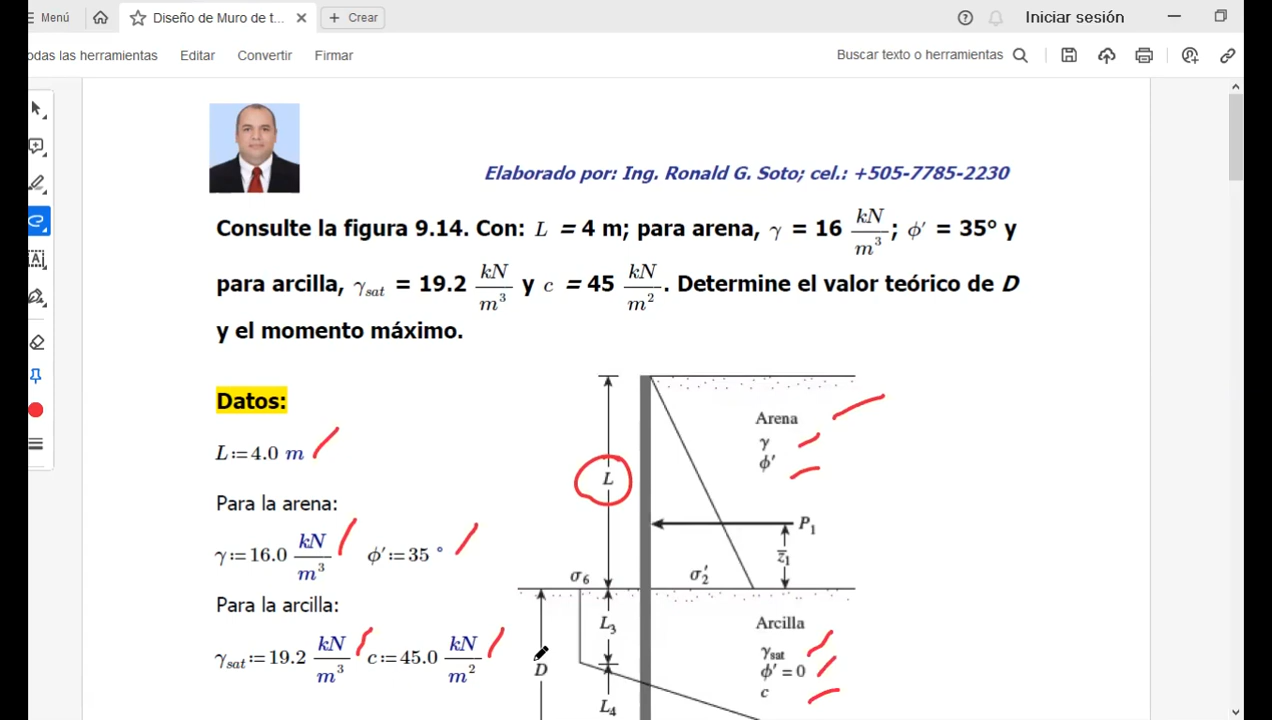 Menú
Diseño de Muro de t...
Crear
Iniciar sesión
odas las herramientas
Editar
Convertir
Firmar
Buscar texto o herramientas
Elaborado por: Ing. Ronald G. Soto; cel.: +505-7785-2230
Consulte la figura 9.14. Con: L = 4 m; para arena, γ = 16 kN/m³; ϕ′ = 35° y
para arcilla, γsat = 19.2 kN/m³ y c = 45 kN/m². Determine el valor teórico de D
y el momento máximo.
Datos:
L:=4.0 m
Para la arena:
γ:=16.0 kN/m³ ϕ′:=35 °
Para la arcilla:
γsat:=19.2 kN/m³ c:=45.0 kN/m²
Arena
γ
ϕ′
L
P₁
z̄₁
σ₆
σ′₂
L₃
Arcilla
γsat
ϕ′ = 0
c
D
L₄